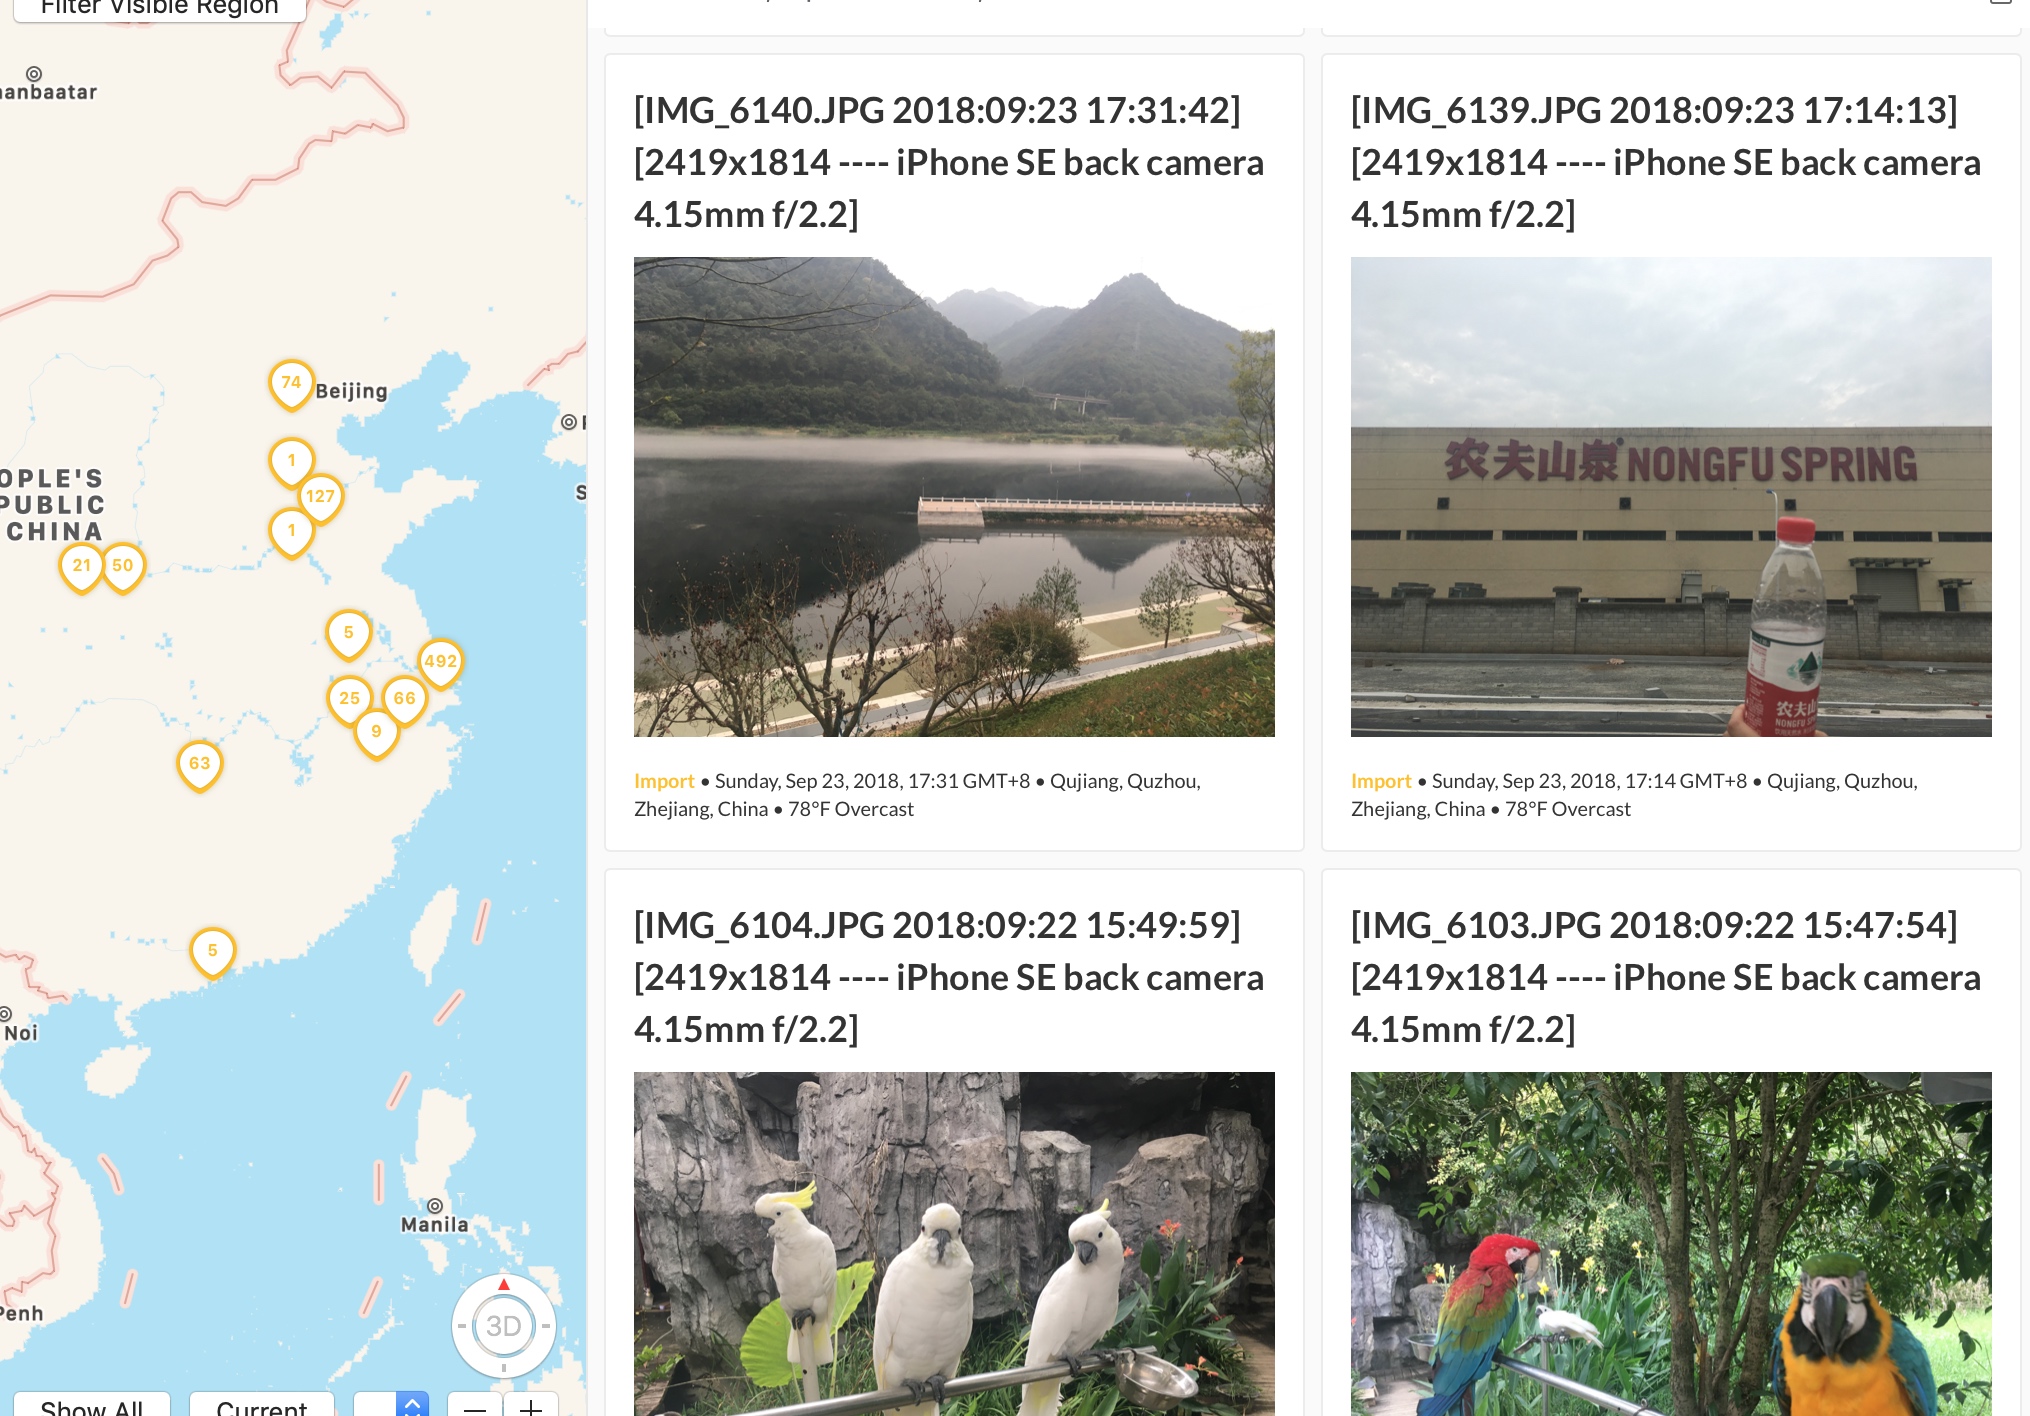 Filter Visible Region
anbaatar
Beijing
OPLE'S
PUBLIC
CHINA
74
1
127
1
21
50
5
492
25
66
9
63
5
Noi
Manila
Penh
3D
Show All
Current
[IMG_6140.JPG 2018:09:23 17:31:42]
[2419x1814 ---- iPhone SE back camera
4.15mm f/2.2]
Import • Sunday, Sep 23, 2018, 17:31 GMT+8 • Qujiang, Quzhou,
Zhejiang, China • 78°F Overcast
[IMG_6139.JPG 2018:09:23 17:14:13]
[2419x1814 ---- iPhone SE back camera
4.15mm f/2.2]
农夫山泉 NONGFU SPRING
农夫山
NONGFU SPRING
Import • Sunday, Sep 23, 2018, 17:14 GMT+8 • Qujiang, Quzhou,
Zhejiang, China • 78°F Overcast
[IMG_6104.JPG 2018:09:22 15:49:59]
[2419x1814 ---- iPhone SE back camera
4.15mm f/2.2]
[IMG_6103.JPG 2018:09:22 15:47:54]
[2419x1814 ---- iPhone SE back camera
4.15mm f/2.2]